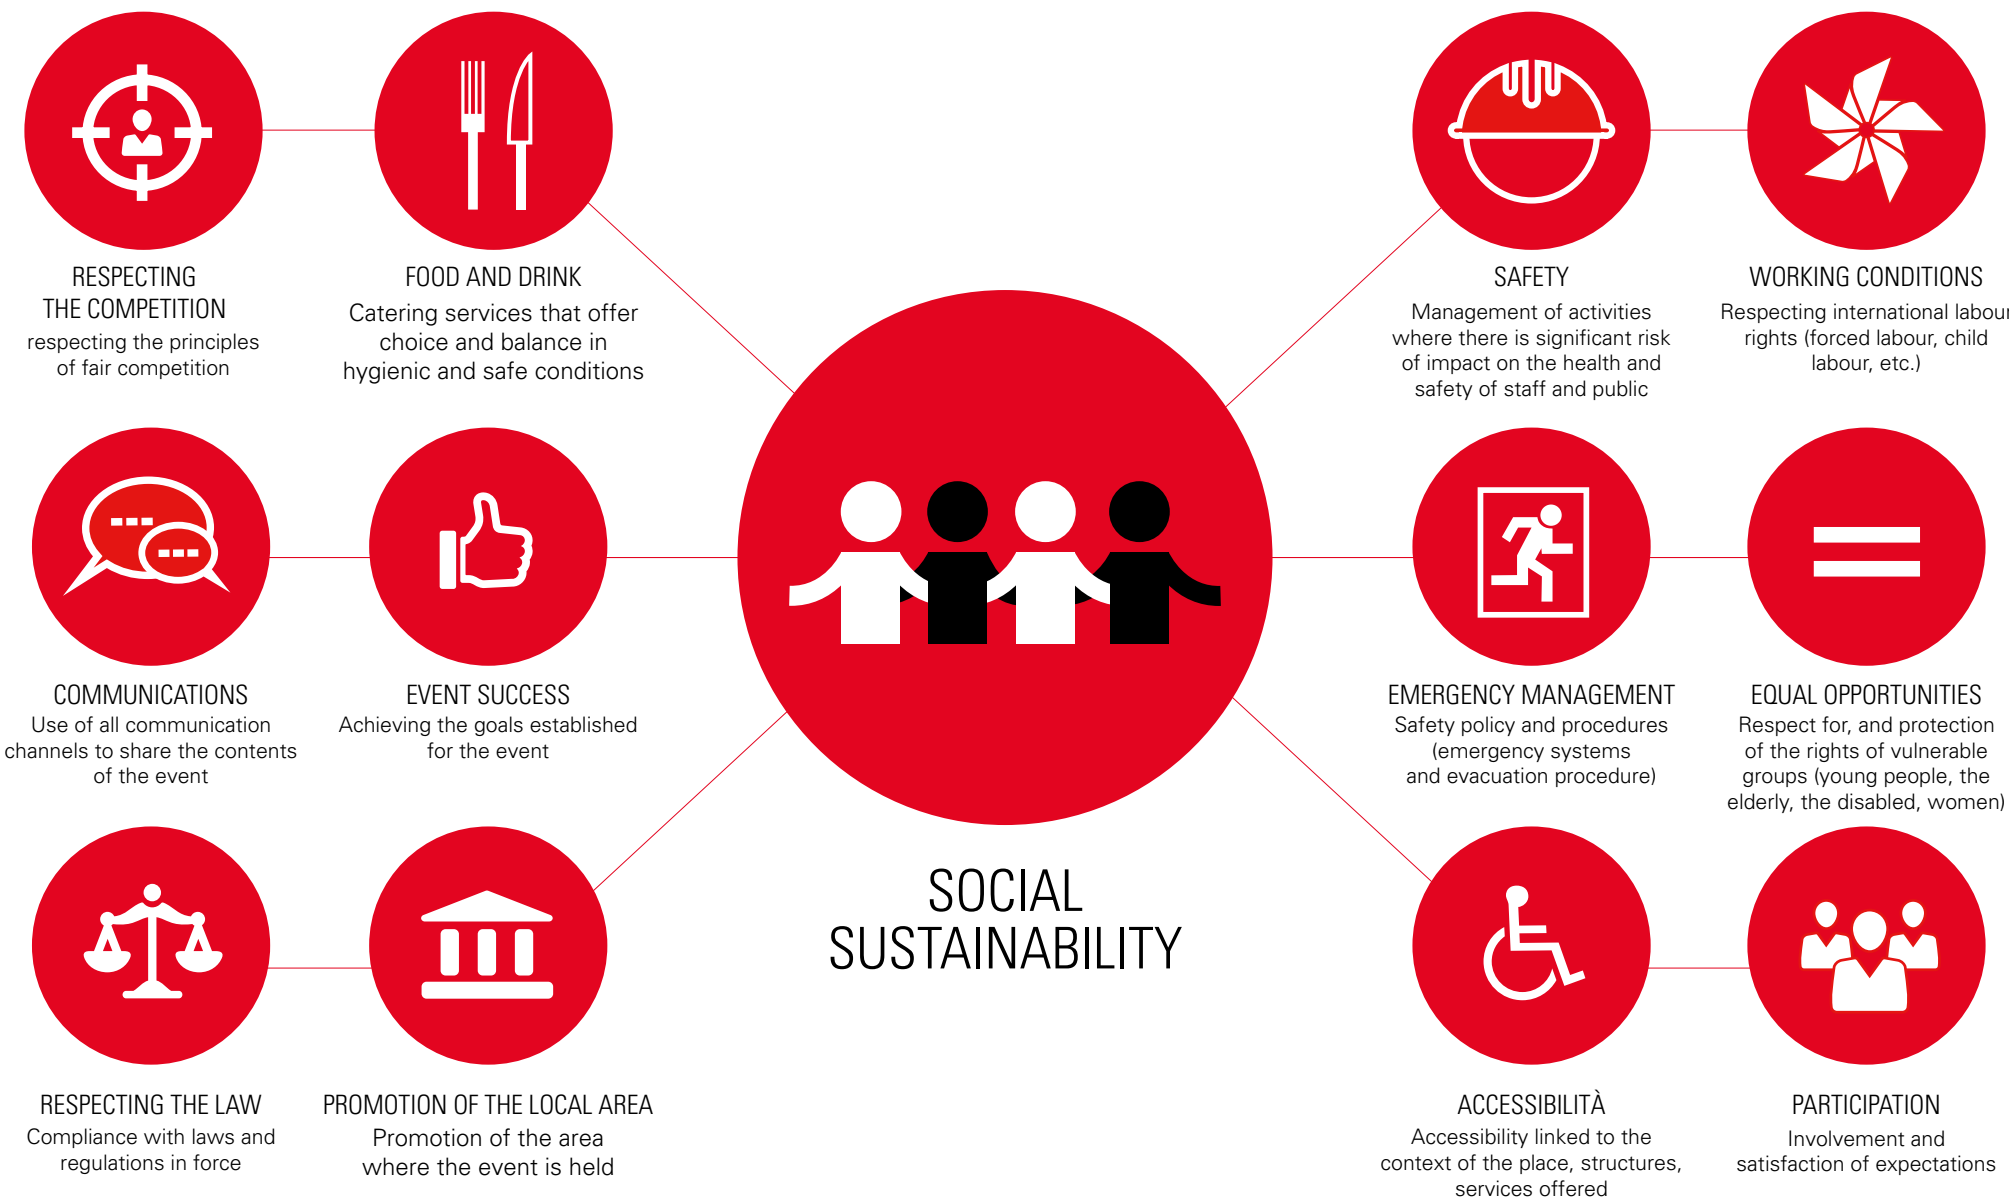 RESPECTING
THE COMPETITION
respecting the principles
of fair competition
FOOD AND DRINK
Catering services that offer
choice and balance in
hygienic and safe conditions
SAFETY
Management of activities
where there is significant risk
of impact on the health and
safety of staff and public
WORKING CONDITIONS
Respecting international labour
rights (forced labour, child
labour, etc.)
COMMUNICATIONS
Use of all communication
channels to share the contents
of the event
EVENT SUCCESS
Achieving the goals established
for the event
EMERGENCY MANAGEMENT
Safety policy and procedures
(emergency systems
and evacuation procedure)
EQUAL OPPORTUNITIES
Respect for, and protection
of the rights of vulnerable
groups (young people, the
elderly, the disabled, women)
SOCIAL
SUSTAINABILITY
RESPECTING THE LAW
Compliance with laws and
regulations in force
PROMOTION OF THE LOCAL AREA
Promotion of the area
where the event is held
ACCESSIBILITÀ
Accessibility linked to the
context of the place, structures,
services offered
PARTICIPATION
Involvement and
satisfaction of expectations